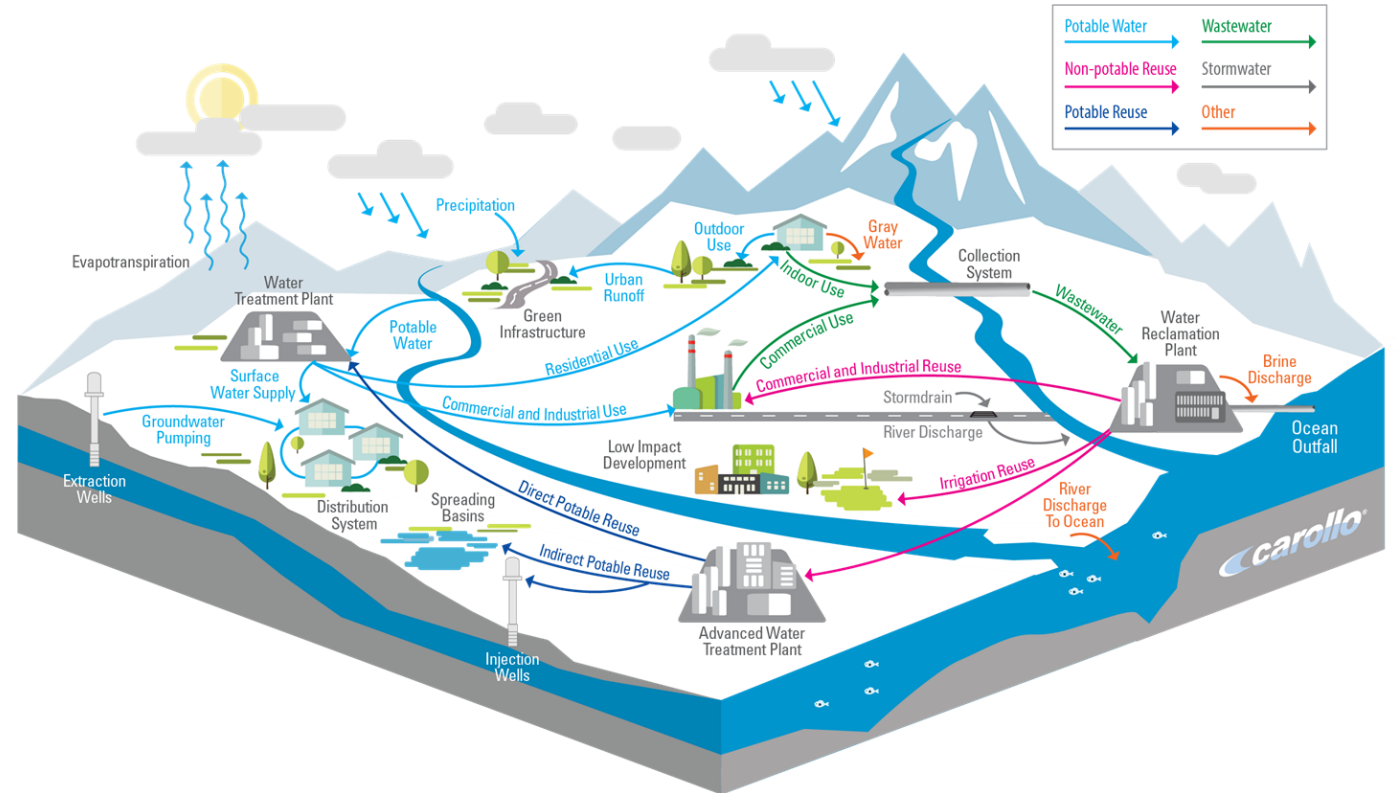 Potable Water
Wastewater
Non-potable Reuse
Stormwater
Potable Reuse
Other
Precipitation
Outdoor
Use
Gray
Water
Evapotranspiration
Collection
System
Indoor Use
Urban
Runoff
Water
Treatment Plant
Green
Infrastructure
Wastewater
Potable
Water
Commercial Use
Water
Reclamation
Plant
Residential Use
Brine
Discharge
Surface
Water Supply
Commercial and Industrial Reuse
Commercial and Industrial Use
Stormdrain
Groundwater
Pumping
River Discharge
Ocean
Outfall
Low Impact
Development
Extraction
Wells
Irrigation Reuse
River
Discharge
To Ocean
Distribution
System
Spreading
Basins
Direct Potable Reuse
Indirect Potable Reuse
carollo®
Advanced Water
Treatment Plant
Injection
Wells